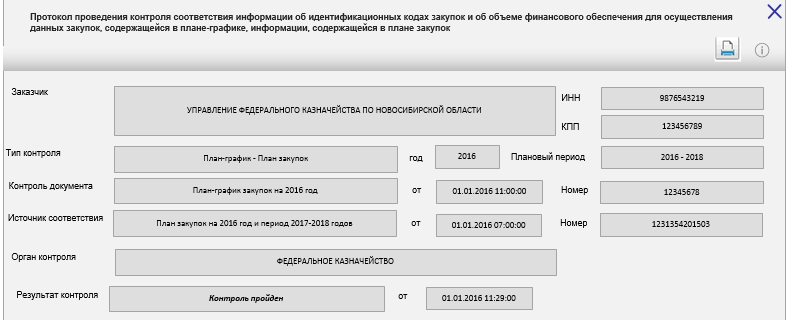 Протокол проведения контроля соответствия информации об идентификационных кодах закупок и об объеме финансового обеспечения для осуществления
данных закупок, содержащейся в плане-графике, информации, содержащейся в плане закупок
Заказчик УПРАВЛЕНИЕ ФЕДЕРАЛЬНОГО КАЗНАЧЕЙСТВА ПО НОВОСИБИРСКОЙ ОБЛАСТИ ИНН 9876543219
КПП 123456789
Тип контроля План-график - План закупок год 2016 Плановый период 2016 - 2018
Контроль документа План-график закупок на 2016 год от 01.01.2016 11:00:00 Номер 12345678
Источник соответствия План закупок на 2016 год и период 2017-2018 годов от 01.01.2016 07:00:00 Номер 1231354201503
Орган контроля ФЕДЕРАЛЬНОЕ КАЗНАЧЕЙСТВО
Результат контроля Контроль пройден от 01.01.2016 11:29:00